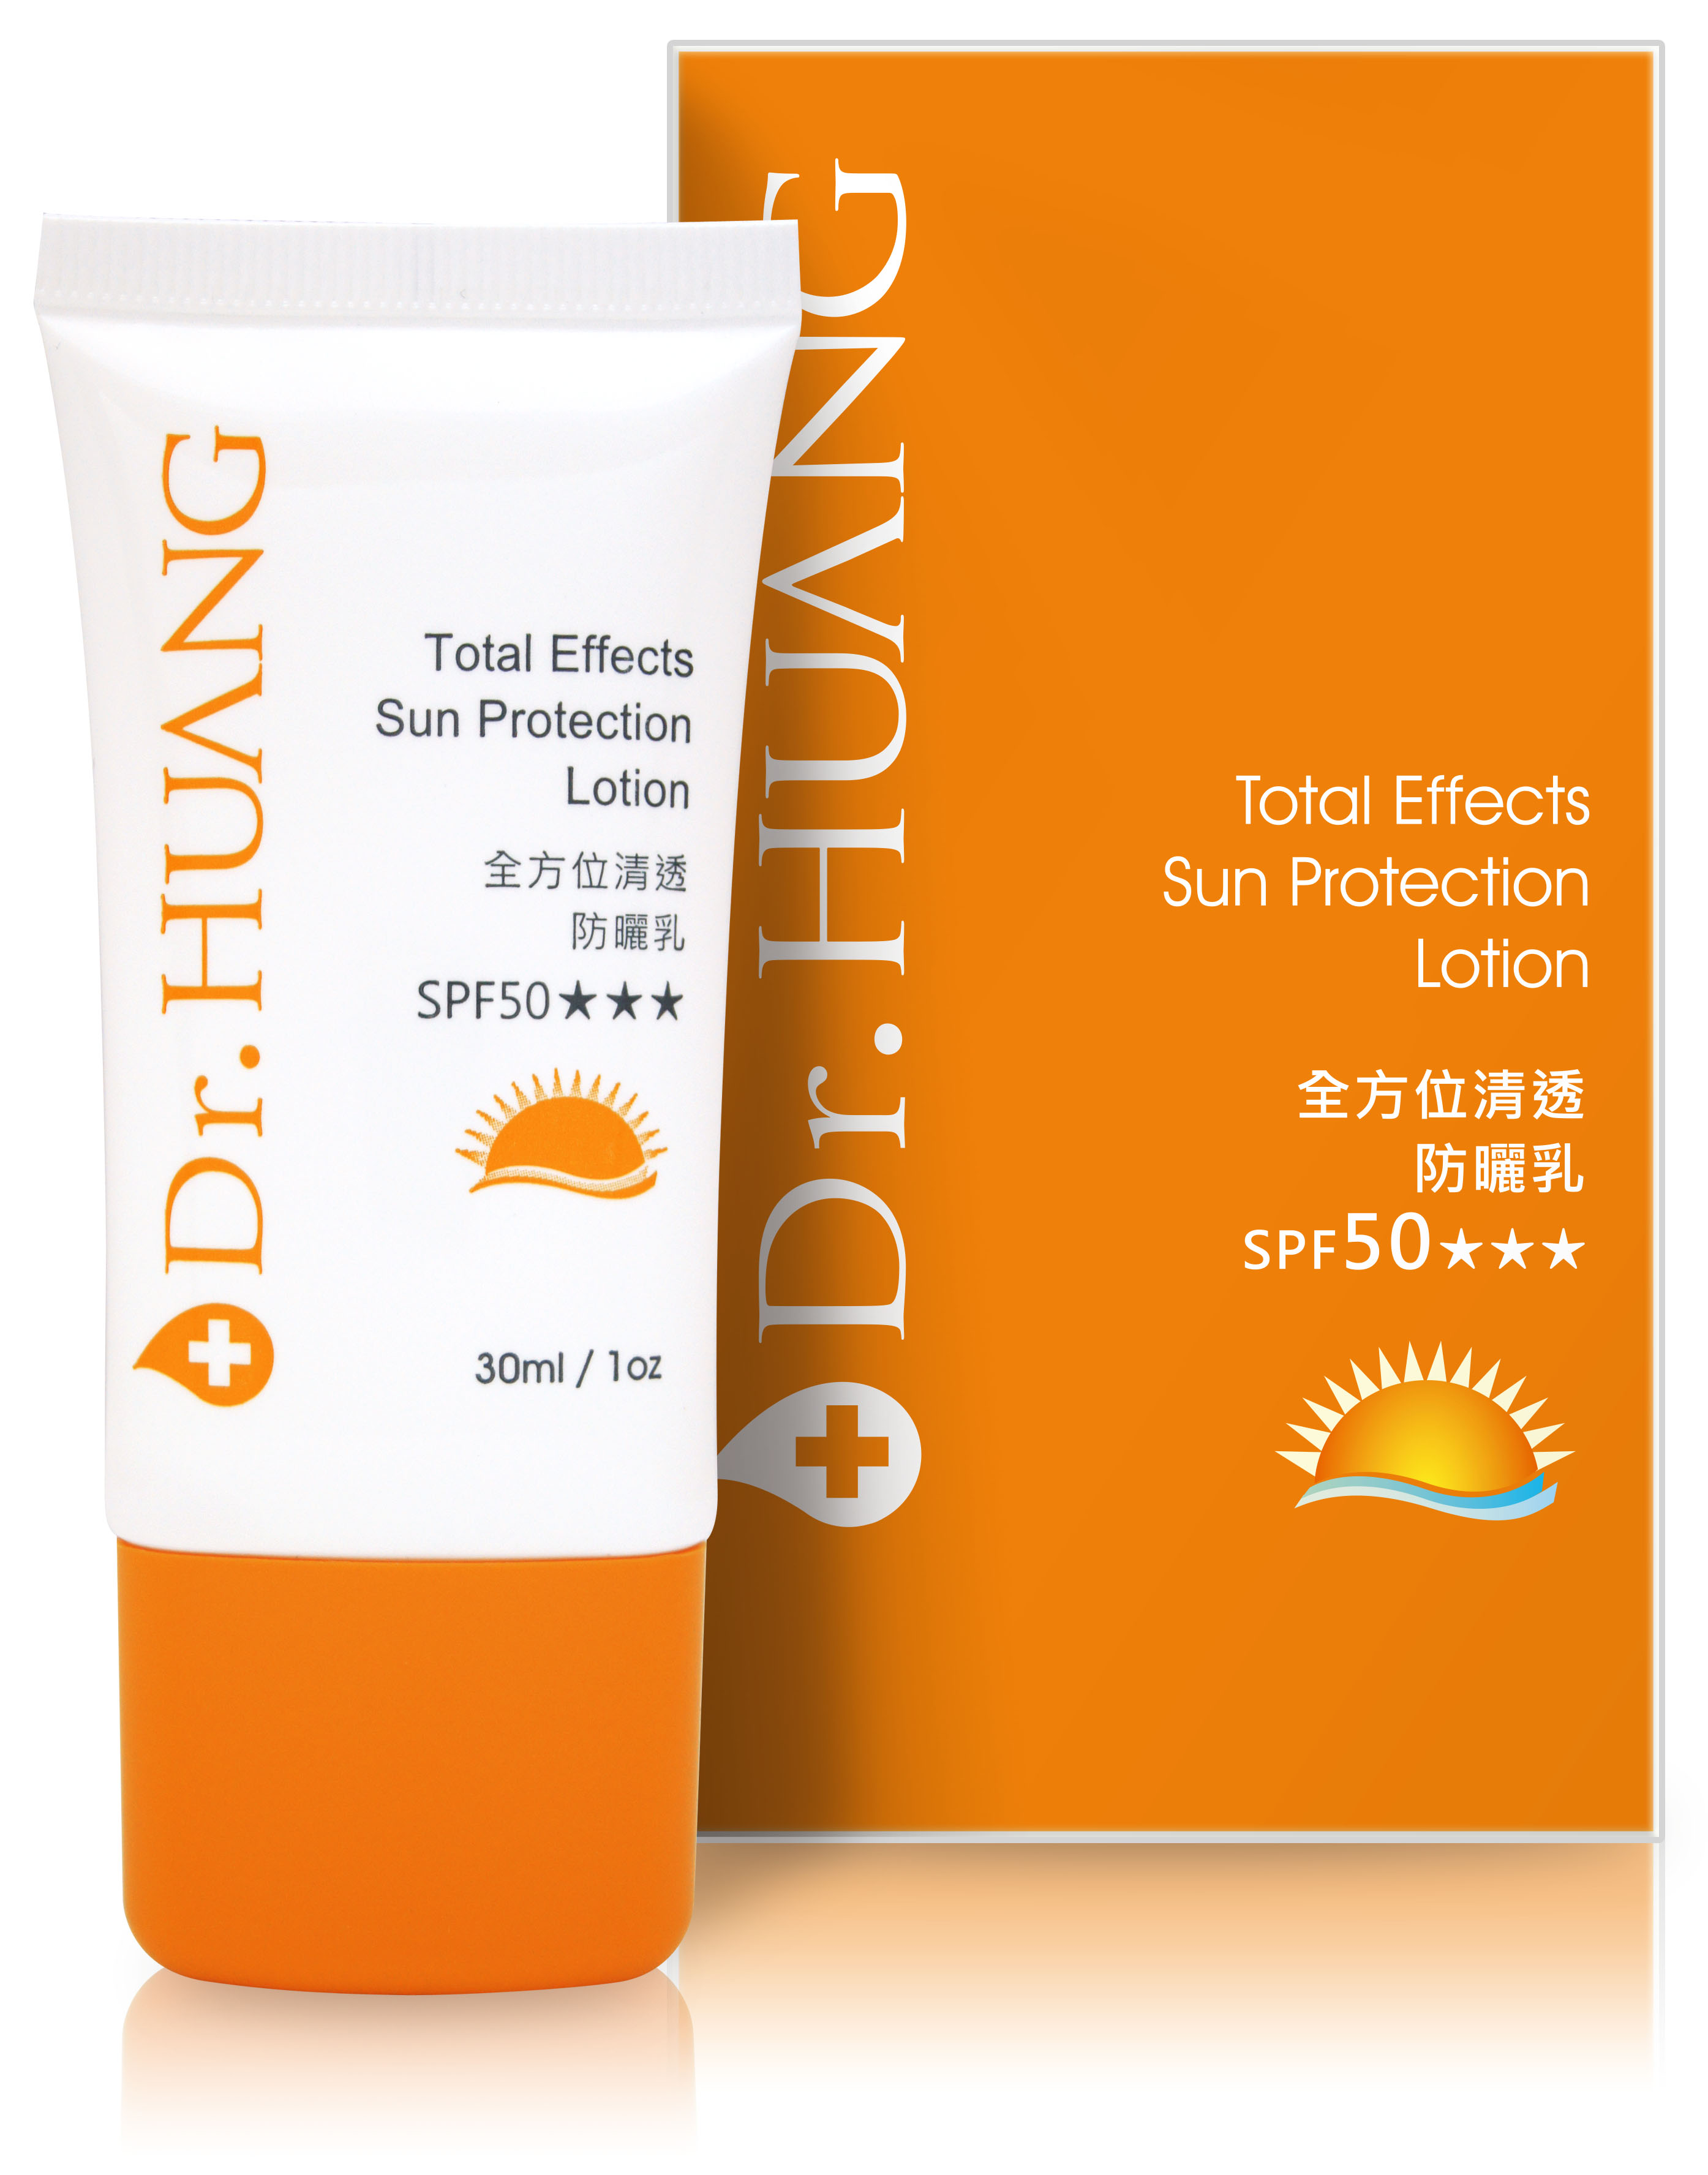 Dr. HUANG
Total Effects
Sun Protection
Lotion
全方位清透
防曬乳
SPF50★★★
30ml / 1oz
Dr. HUANG
Total Effects
Sun Protection
Lotion
全方位清透
防曬乳
SPF50★★★